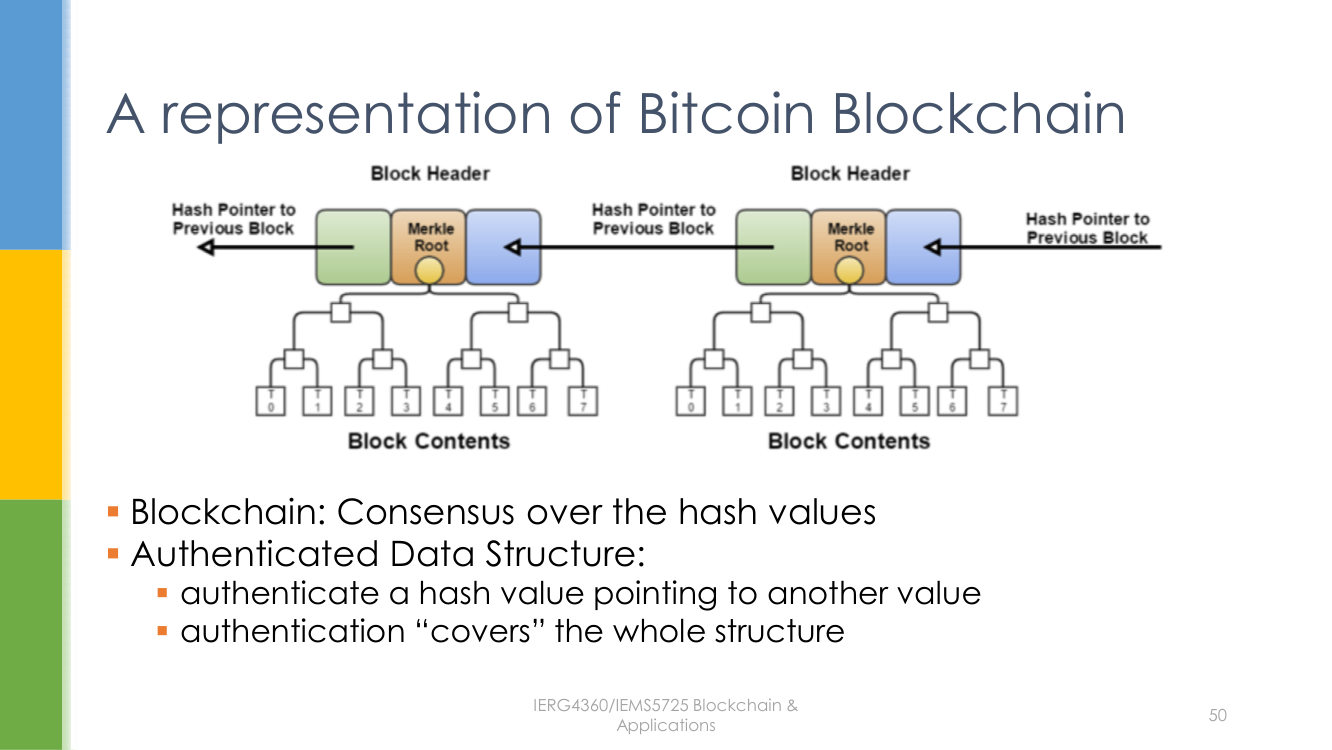 A representation of Bitcoin Blockchain
Block Header
Block Header
Hash Pointer to
Previous Block
Merkle
Root
Hash Pointer to
Previous Block
Merkle
Root
Hash Pointer to
Previous Block
T
0
T
1
T
2
T
3
T
4
T
5
T
6
T
7
T
0
T
1
T
2
T
3
T
4
T
5
T
6
T
7
Block Contents
Block Contents
Blockchain: Consensus over the hash values
Authenticated Data Structure:
authenticate a hash value pointing to another value
authentication “covers” the whole structure
IERG4360/IEMS5725 Blockchain &
Applications
50